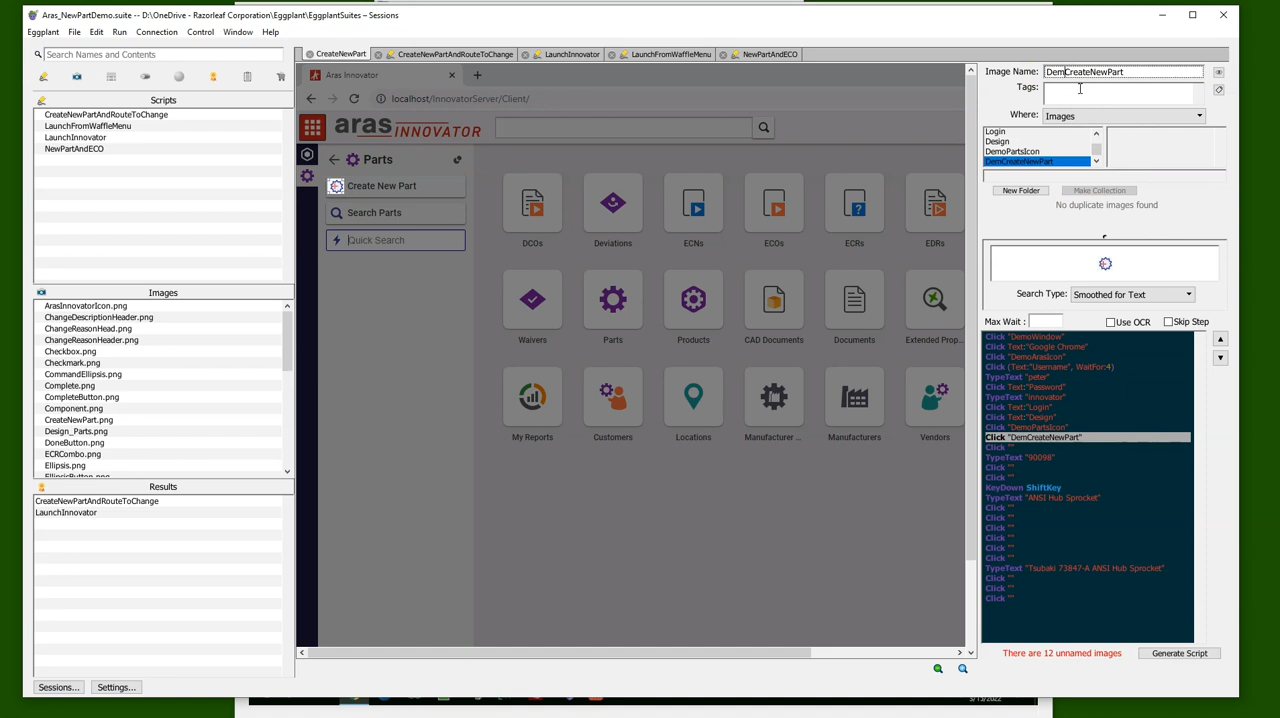 Aras_NewPartDemo.suite -- D:\OneDrive - Razorleaf Corporation\Eggplant\EggplantSuites - Sessions
Eggplant File Edit Run Connection Control Window Help
Search Names and Contents
Scripts
CreateNewPartAndRouteToChange
LaunchFromWaffleMenu
LaunchInnovator
NewPartAndECO
Images
ArasInnovatorIcon.png
ChangeDescriptionHeader.png
ChangeReasonHead.png
ChangeReasonHeader.png
Checkbox.png
Checkmark.png
CommandEllipsis.png
Complete.png
CompleteButton.png
Component.png
CreateNewPart.png
Design_Parts.png
DoneButton.png
ECRCombo.png
Ellipsis.png
EllipsisButton.png
Results
CreateNewPartAndRouteToChange
LaunchInnovator
Sessions... Settings...
CreateNewPart CreateNewPartAndRouteToChange LaunchInnovator LaunchFromWaffleMenu NewPartAndECO
Aras Innovator
localhost/InnovatorServer/Client/
aras INNOVATOR
Parts
Create New Part
Search Parts
Quick Search
DCOs Deviations ECNs ECOs ECRs EDRs
Waivers Parts Products CAD Documents Documents Extended Prop...
My Reports Customers Locations Manufacturer ... Manufacturers Vendors
Image Name: DemCreateNewPart
Tags:
Where: Images
Login
Design
DemoPartsIcon
DemCreateNewPart
New Folder Make Collection
No duplicate images found
Search Type: Smoothed for Text
Max Wait : Use OCR Skip Step
Click "DemoWindow"
Click Text:"Google Chrome"
Click "DemoArasIcon"
Click (Text:"Username", WaitFor:4)
TypeText "peter"
Click Text:"Password"
TypeText "innovator"
Click Text:"Login"
Click Text:"Design"
Click "DemoPartsIcon"
Click "DemCreateNewPart"
Click ""
TypeText "90098"
Click ""
Click ""
KeyDown ShiftKey
TypeText "ANSI Hub Sprocket"
Click ""
Click ""
Click ""
Click ""
Click ""
Click ""
TypeText "Tsubaki 73847-A ANSI Hub Sprocket"
Click ""
Click ""
Click ""
There are 12 unnamed images Generate Script
3/13/2022